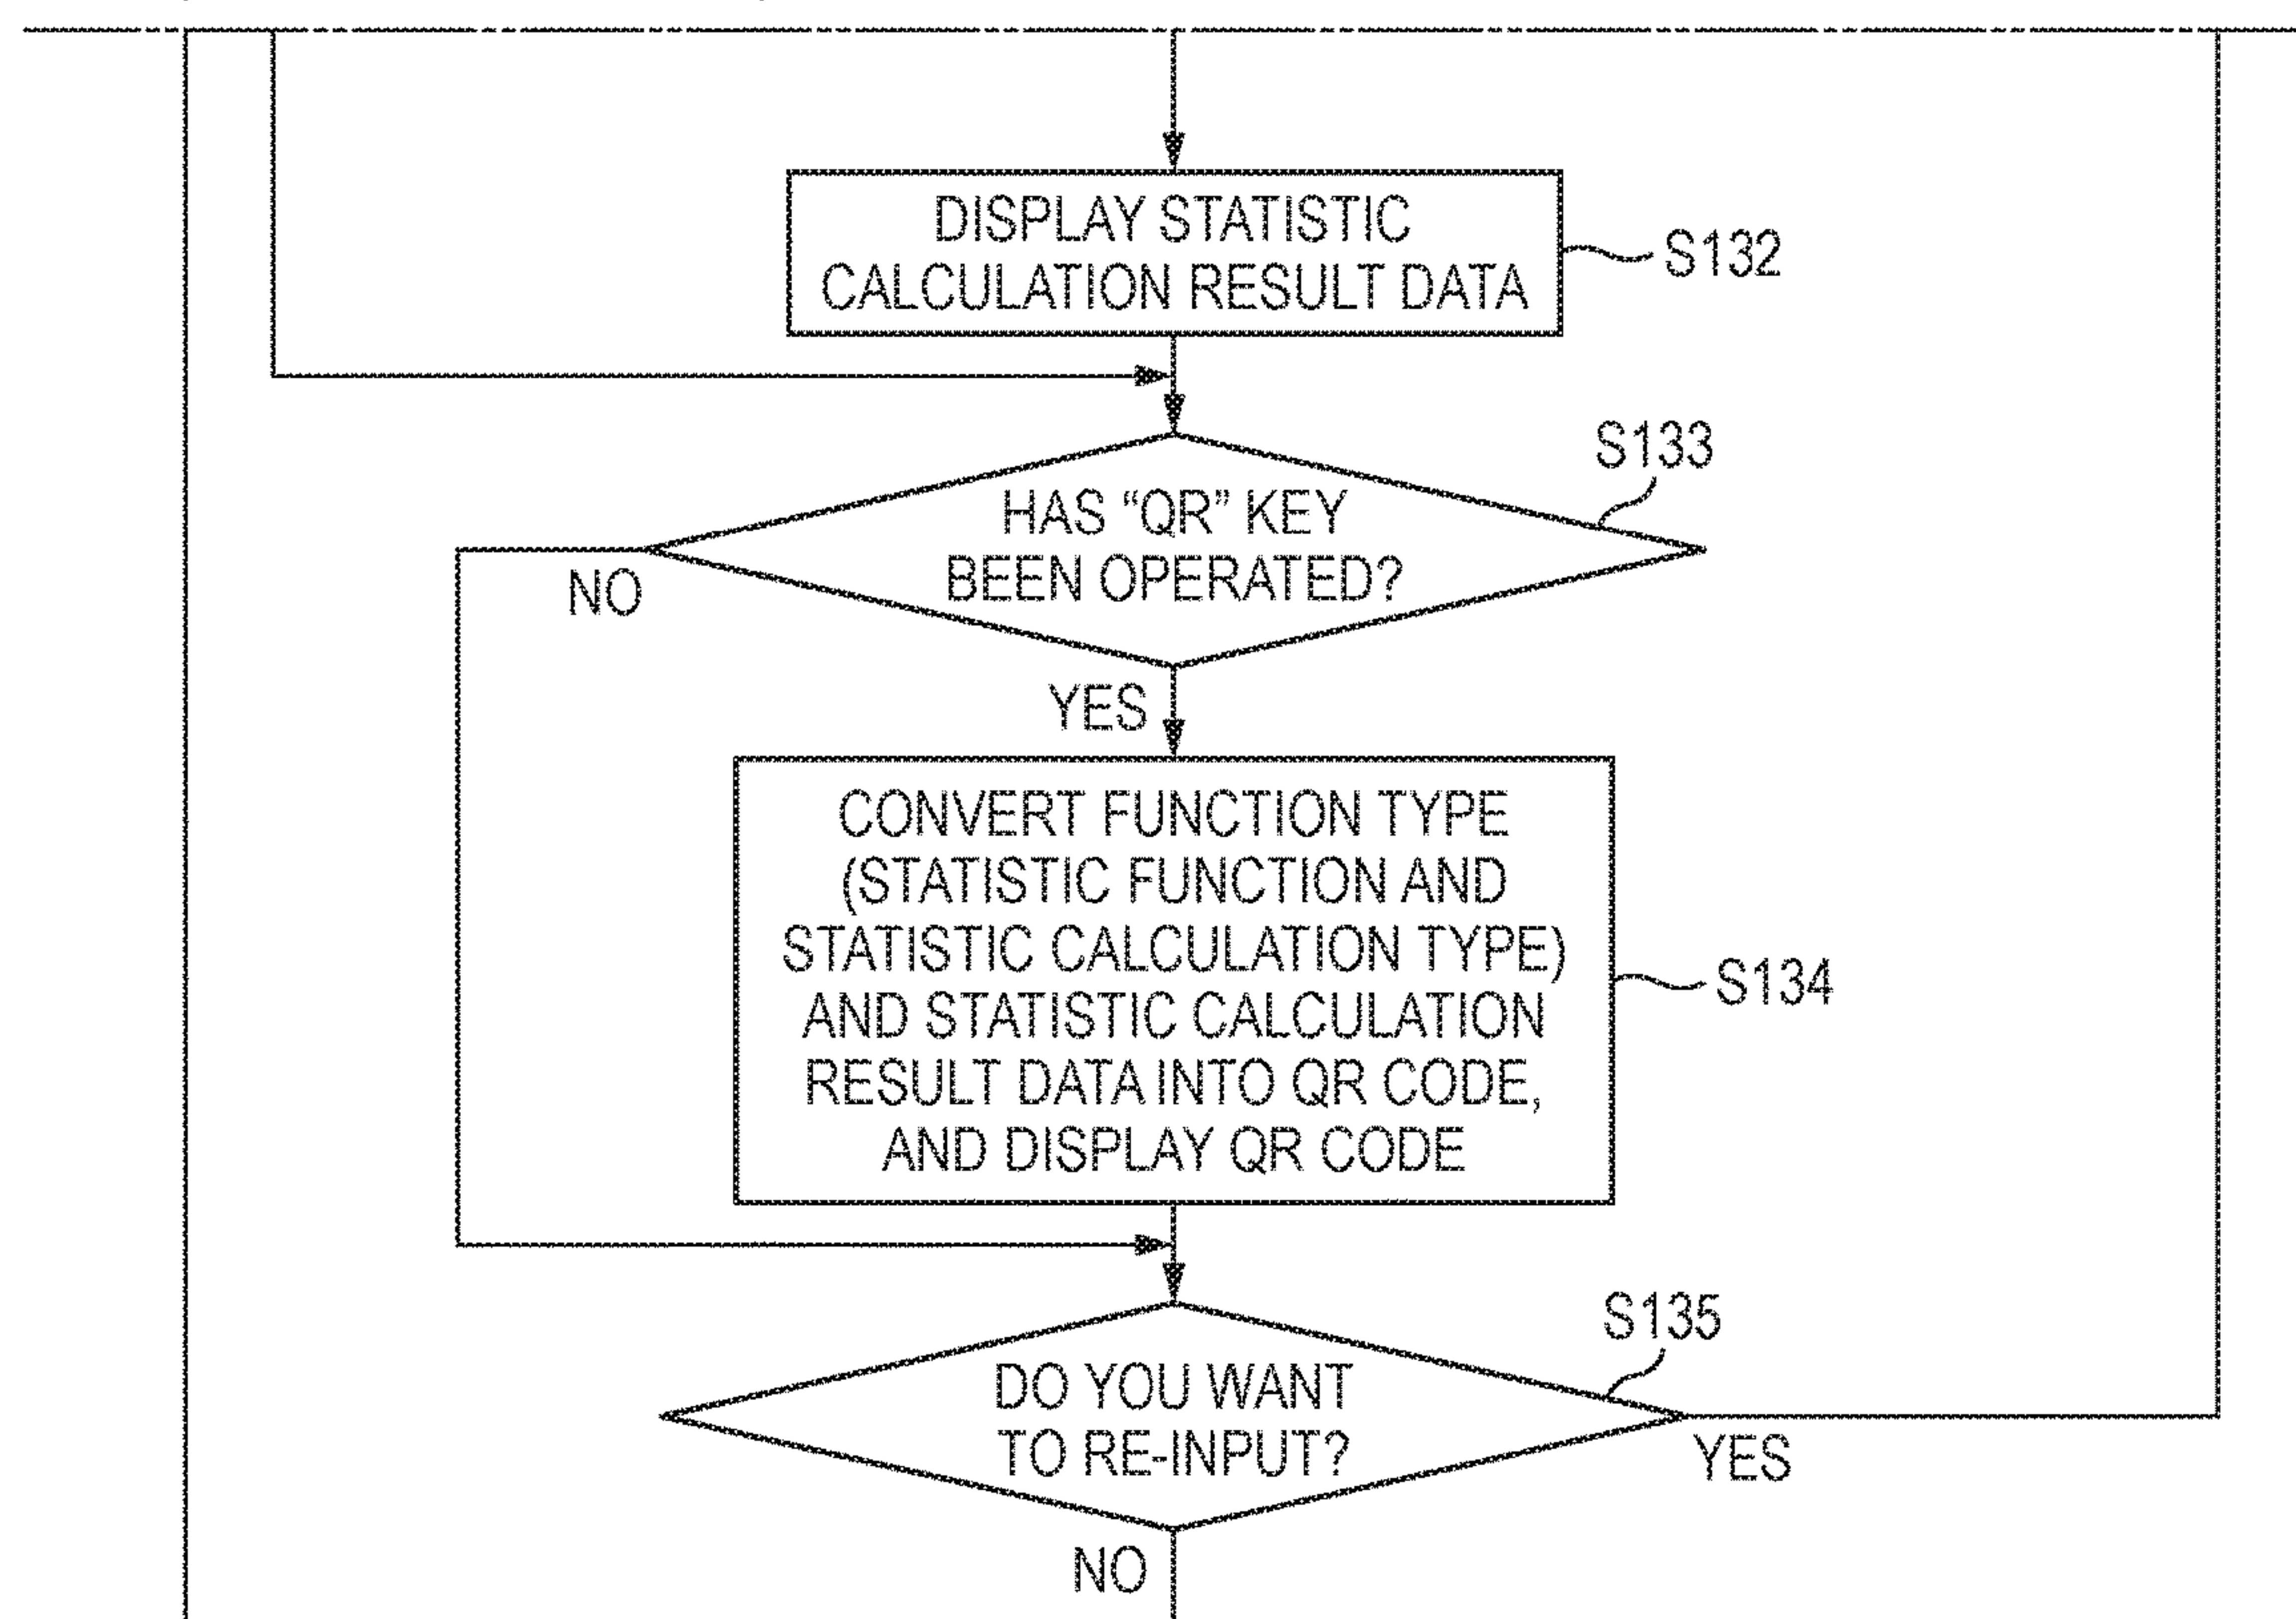 DISPLAY STATISTIC
CALCULATION RESULT DATA
S132
S133
HAS “QR” KEY
BEEN OPERATED?
NO
YES
CONVERT FUNCTION TYPE
(STATISTIC FUNCTION AND
STATISTIC CALCULATION TYPE)
AND STATISTIC CALCULATION
RESULT DATA INTO QR CODE,
AND DISPLAY QR CODE
S134
S135
DO YOU WANT
TO RE-INPUT?
YES
NO